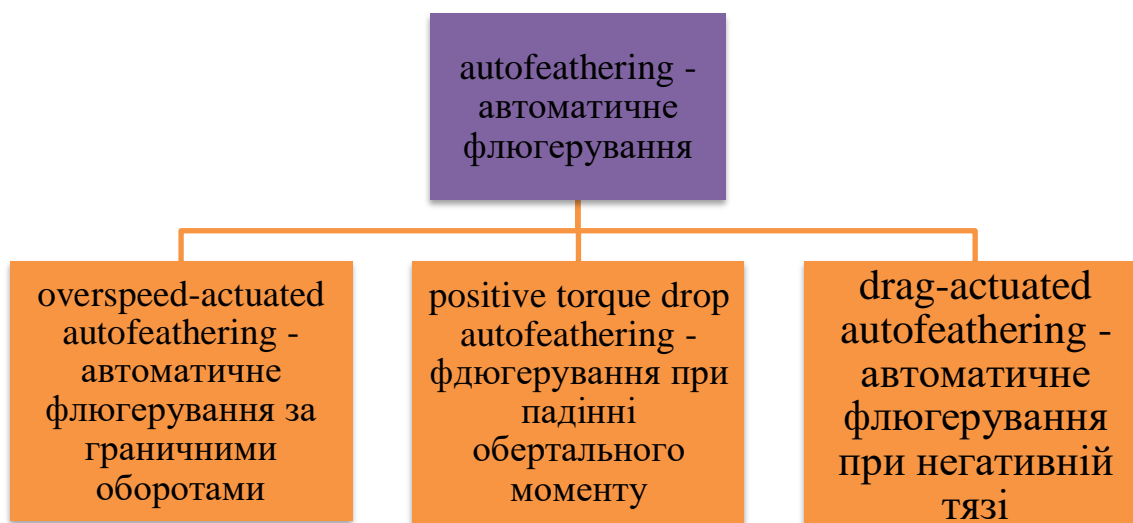 autofeathering -
автоматичне
флюгерування
overspeed-actuated
autofeathering -
автоматичне
флюгерування за
граничними
оборотами
positive torque drop
autofeathering -
фдюгерування при
падінні
обертального
моменту
drag-actuated
autofeathering -
автоматичне
флюгерування
при негативній
тязі